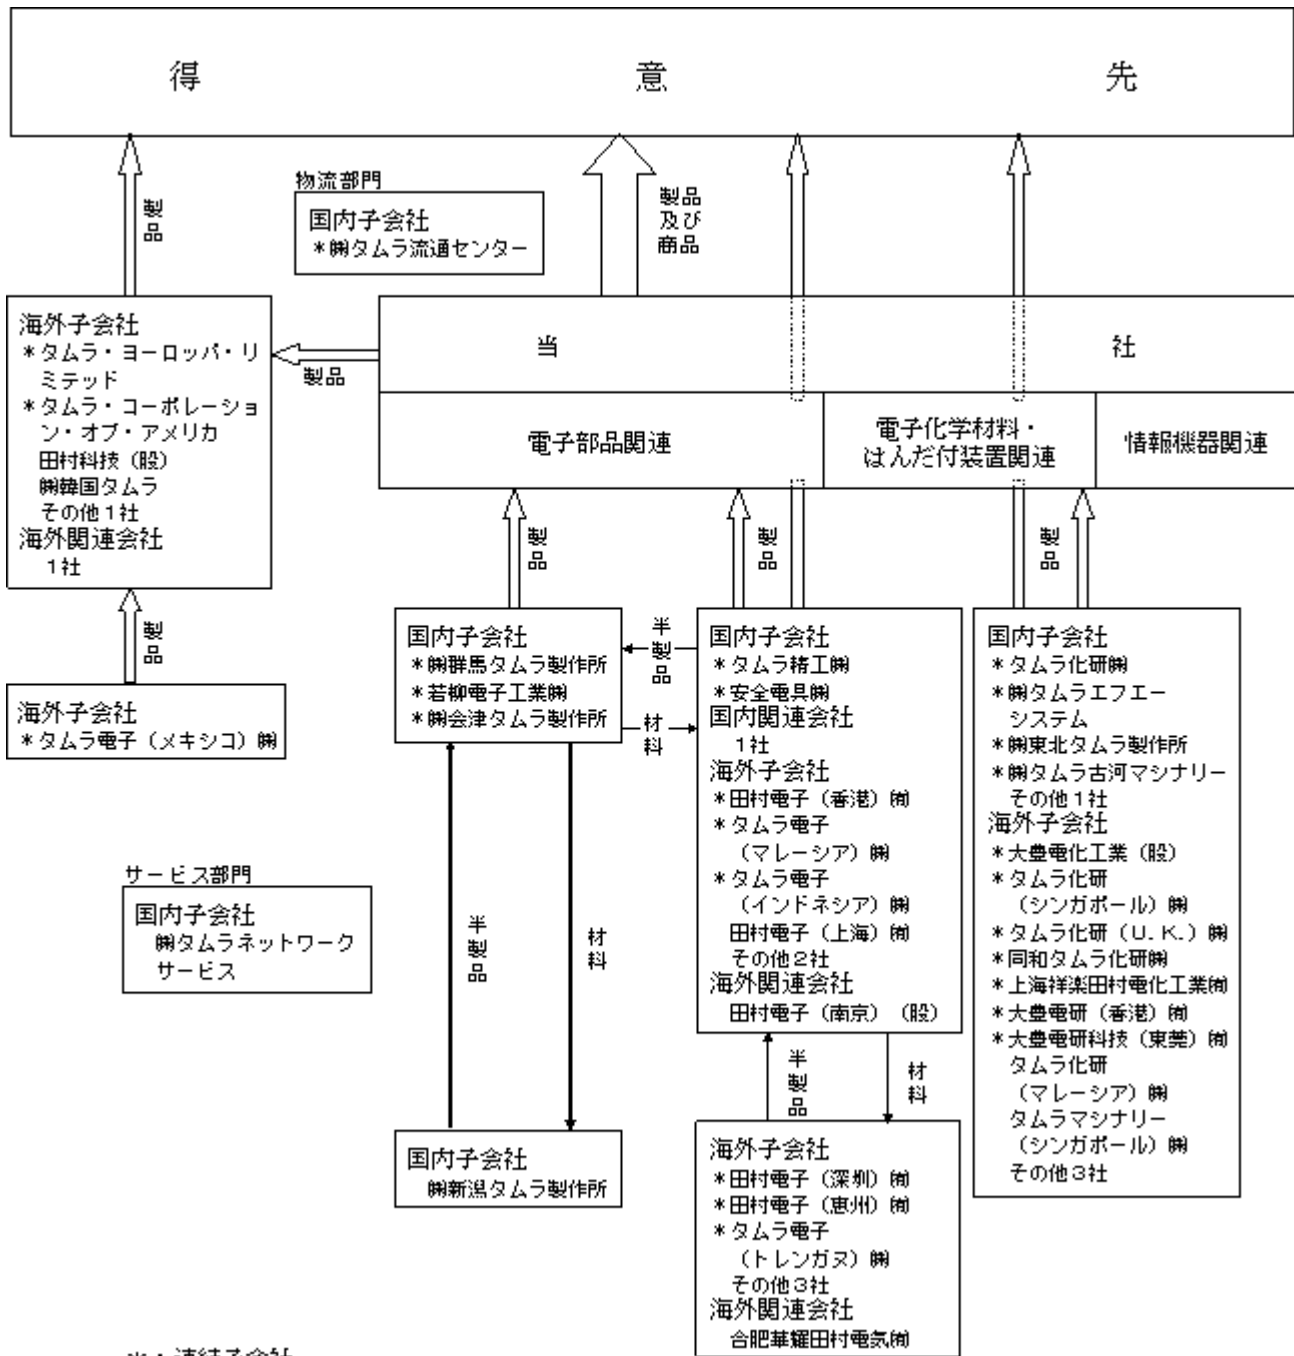 得意先
物流部門
国内子会社
＊㈱タムラ流通センター
製品
製品及び商品
海外子会社
＊タムラ・ヨーロッパ・リ
ミテッド
＊タムラ・コーポレーショ
ン・オブ・アメリカ
田村科技（股）
㈱韓国タムラ
その他１社
海外関連会社
１社
製品
当社
電子部品関連
電子化学材料・
はんだ付装置関連
情報機器関連
製品
製品
製品
製品
海外子会社
＊タムラ電子（メキシコ）㈱
国内子会社
＊㈱群馬タムラ製作所
＊若柳電子工業㈱
＊㈱会津タムラ製作所
半製品
材料
国内子会社
＊タムラ精工㈱
＊安全電具㈱
国内関連会社
１社
海外子会社
＊田村電子（香港）㈲
＊タムラ電子
（マレーシア）㈱
＊タムラ電子
（インドネシア）㈱
田村電子（上海）㈲
その他２社
海外関連会社
田村電子（南京）（股）
国内子会社
＊タムラ化研㈱
＊㈱タムラエフエー
システム
＊㈱東北タムラ製作所
＊㈱タムラ古河マシナリー
その他１社
海外子会社
＊大豊電化工業（股）
＊タムラ化研
（シンガポール）㈱
＊タムラ化研（Ｕ．Ｋ．）㈱
＊同和タムラ化研㈱
＊上海祥楽田村電化工業㈲
＊大豊電研（香港）㈲
＊大豊電研科技（東莞）㈲
タムラ化研
（マレーシア）㈱
タムラマシナリー
（シンガポール）㈱
その他３社
サービス部門
国内子会社
㈱タムラネットワーク
サービス
半製品
材料
国内子会社
㈱新潟タムラ製作所
半製品
材料
海外子会社
＊田村電子（深圳）㈲
＊田村電子（恵州）㈲
＊タムラ電子
（トレンガヌ）㈱
その他３社
海外関連会社
合肥華耀田村電気㈲
＊：連結子会社